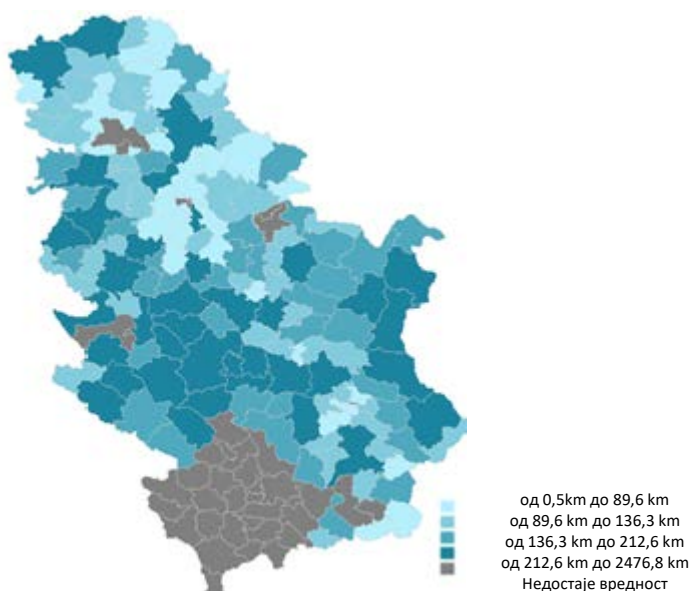 од 0,5km до 89,6 km
од 89,6 km до 136,3 km
од 136,3 km до 212,6 km
од 212,6 km до 2476,8 km
Недостаје вредност